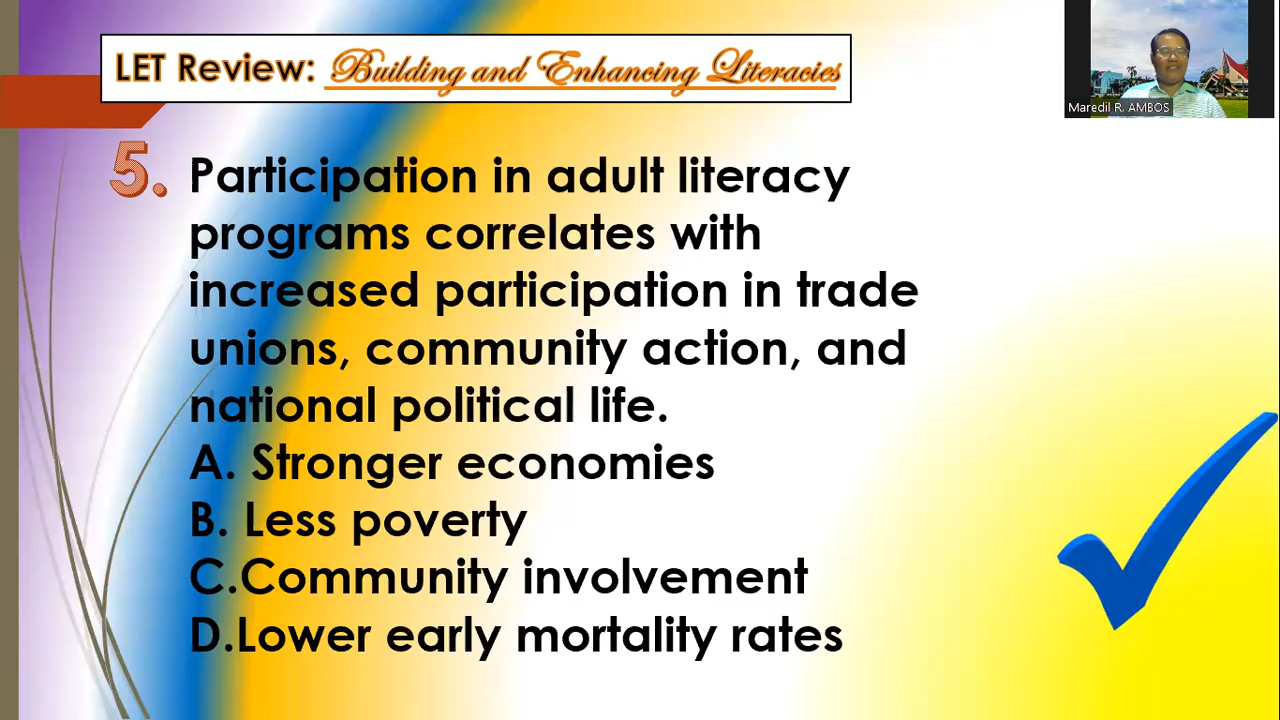 LET Review: Building and Enhancing Literacies
Maredil R. AMBOS
5. Participation in adult literacy
programs correlates with
increased participation in trade
unions, community action, and
national political life.
A. Stronger economies
B. Less poverty
C.Community involvement
D.Lower early mortality rates